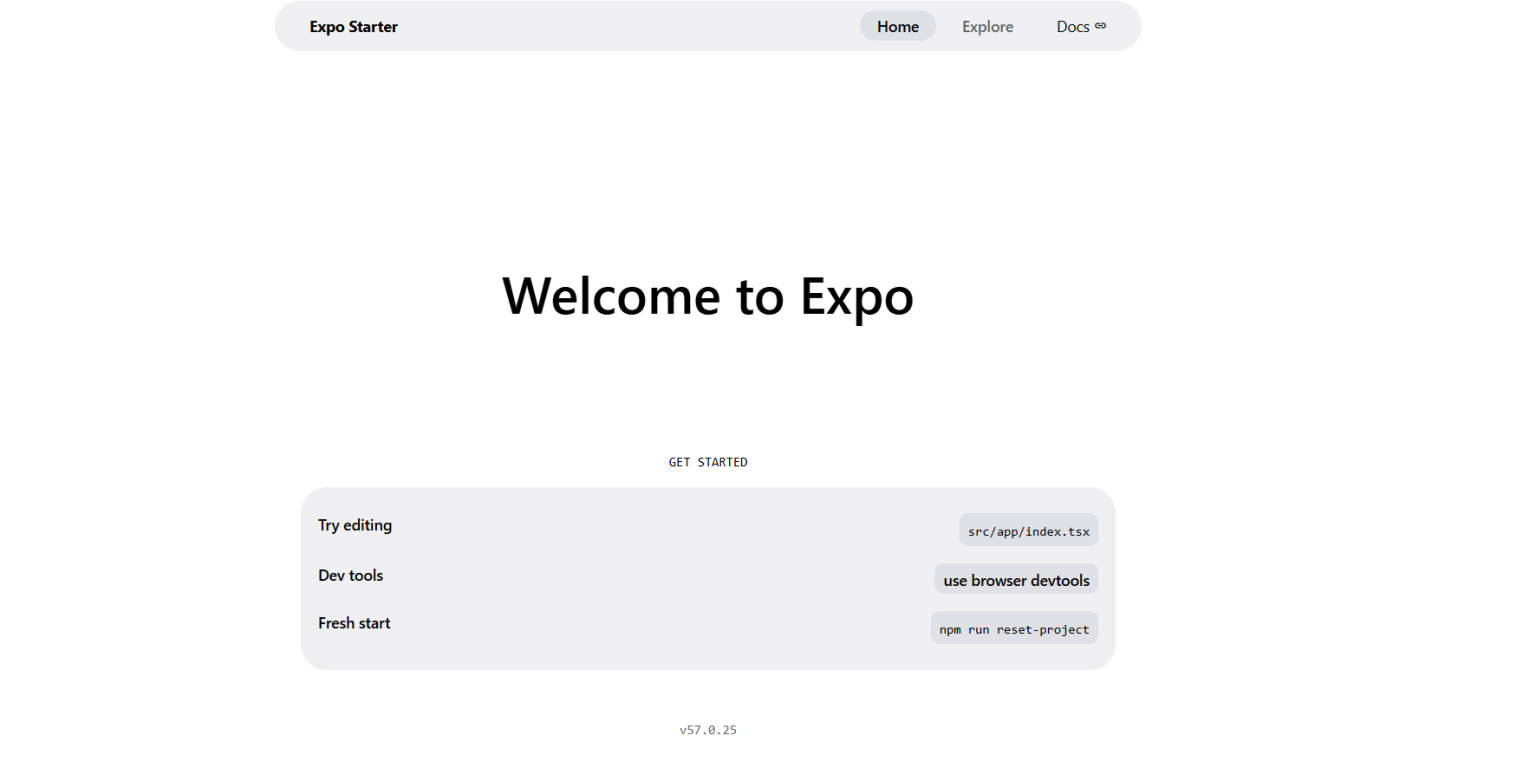 Expo Starter Home Explore Docs
Welcome to Expo
GET STARTED
Try editing src/app/index.tsx
Dev tools use browser devtools
Fresh start npm run reset-project
v57.0.25